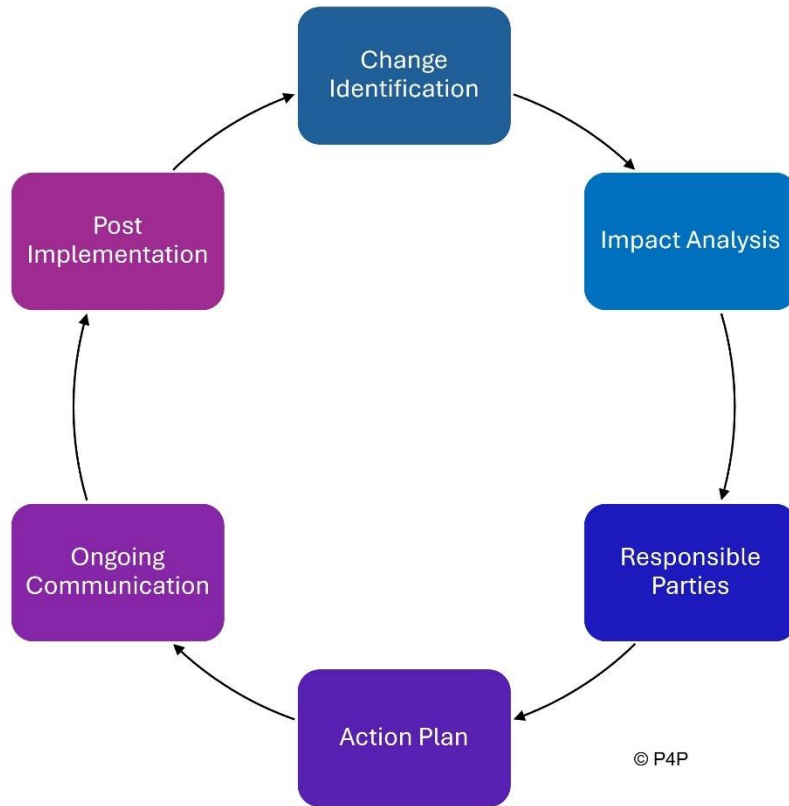 Change
Identification
Impact Analysis
Responsible
Parties
Action Plan
Ongoing
Communication
Post
Implementation
© P4P